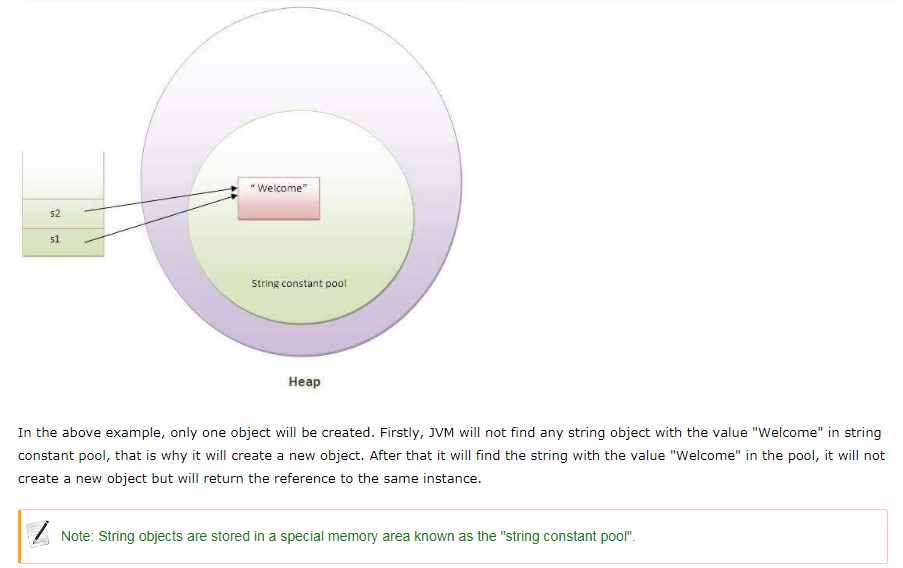 "Welcome"
s2
s1
String constant pool
Heap
In the above example, only one object will be created. Firstly, JVM will not find any string object with the value "Welcome" in string
constant pool, that is why it will create a new object. After that it will find the string with the value "Welcome" in the pool, it will not
create a new object but will return the reference to the same instance.
Note: String objects are stored in a special memory area known as the "string constant pool".